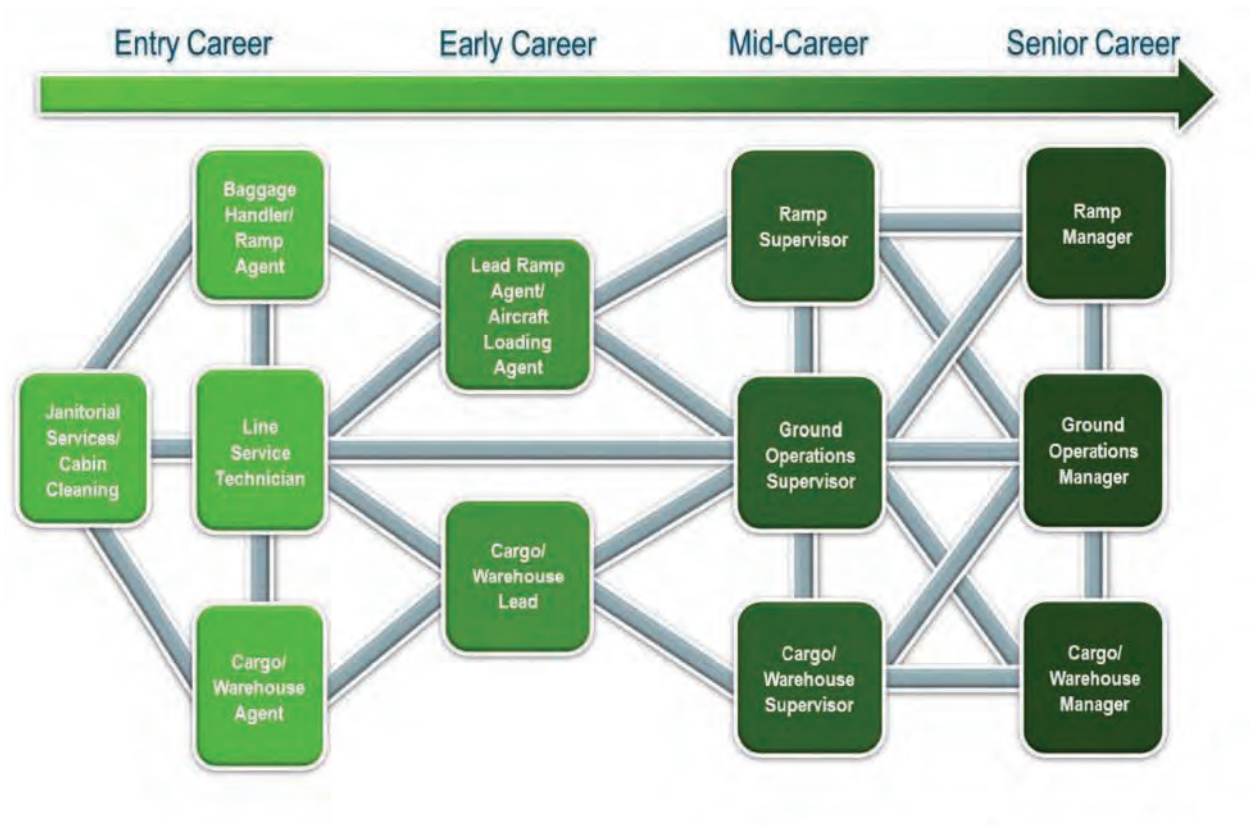 Entry Career
Early Career
Mid-Career
Senior Career
Baggage
Handler/
Ramp
Agent
Janitorial
Services/
Cabin
Cleaning
Line
Service
Technician
Cargo/
Warehouse
Agent
Lead Ramp
Agent/
Aircraft
Loading
Agent
Cargo/
Warehouse
Lead
Ramp
Supervisor
Ground
Operations
Supervisor
Cargo/
Warehouse
Supervisor
Ramp
Manager
Ground
Operations
Manager
Cargo/
Warehouse
Manager